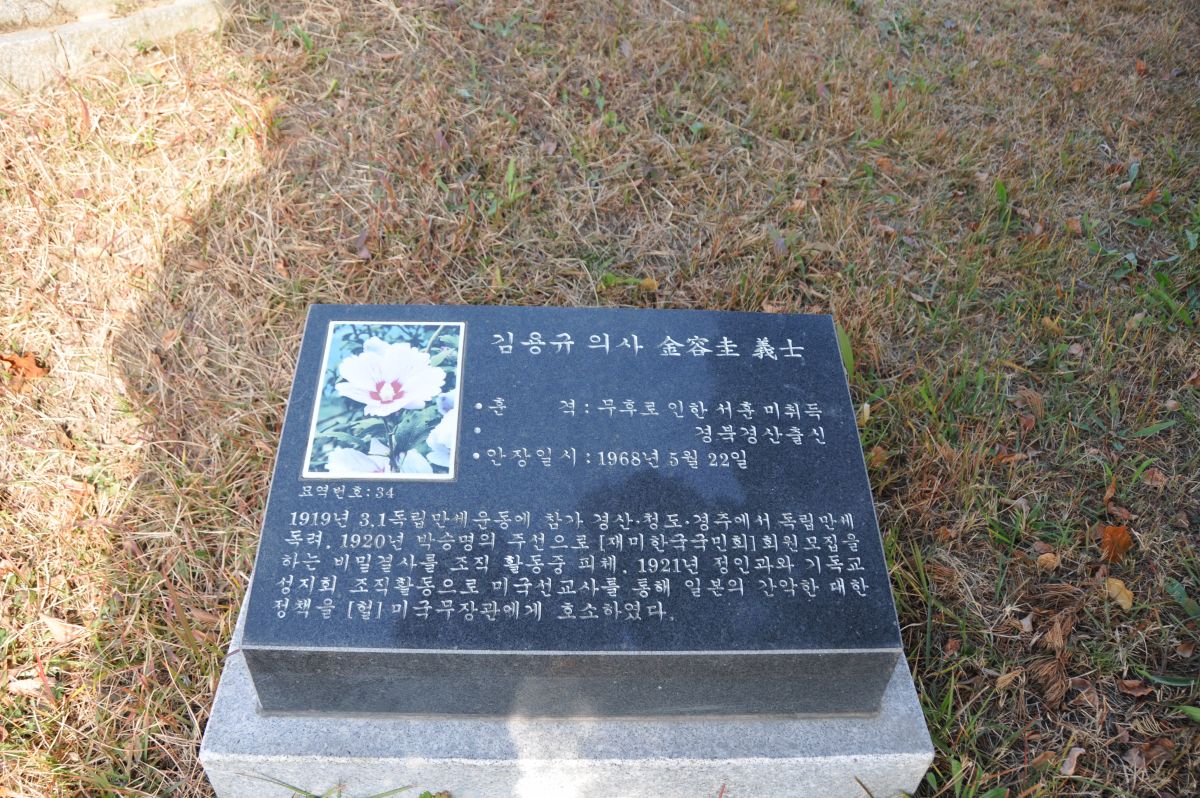 김용규 의사 金容圭 義士
• 훈 격 : 무후로 인한 서훈 미취득
• 경북경산출신
• 안장일시 : 1968년 5월 22일
묘역번호 : 34
1919년 3.1독립만세운동에 참가 경산·청도·경주에서 독립만세
독려. 1920년 박승명의 주선으로 [재미한국국민회] 회원모집을
하는 비밀결사를 조직 활동중 피체. 1921년 정인과와 기독교
성지회 조직활동으로 미국선교사를 통해 일본의 간악한 대한
정책을 [헐] 미국무장관에게 호소하였다.